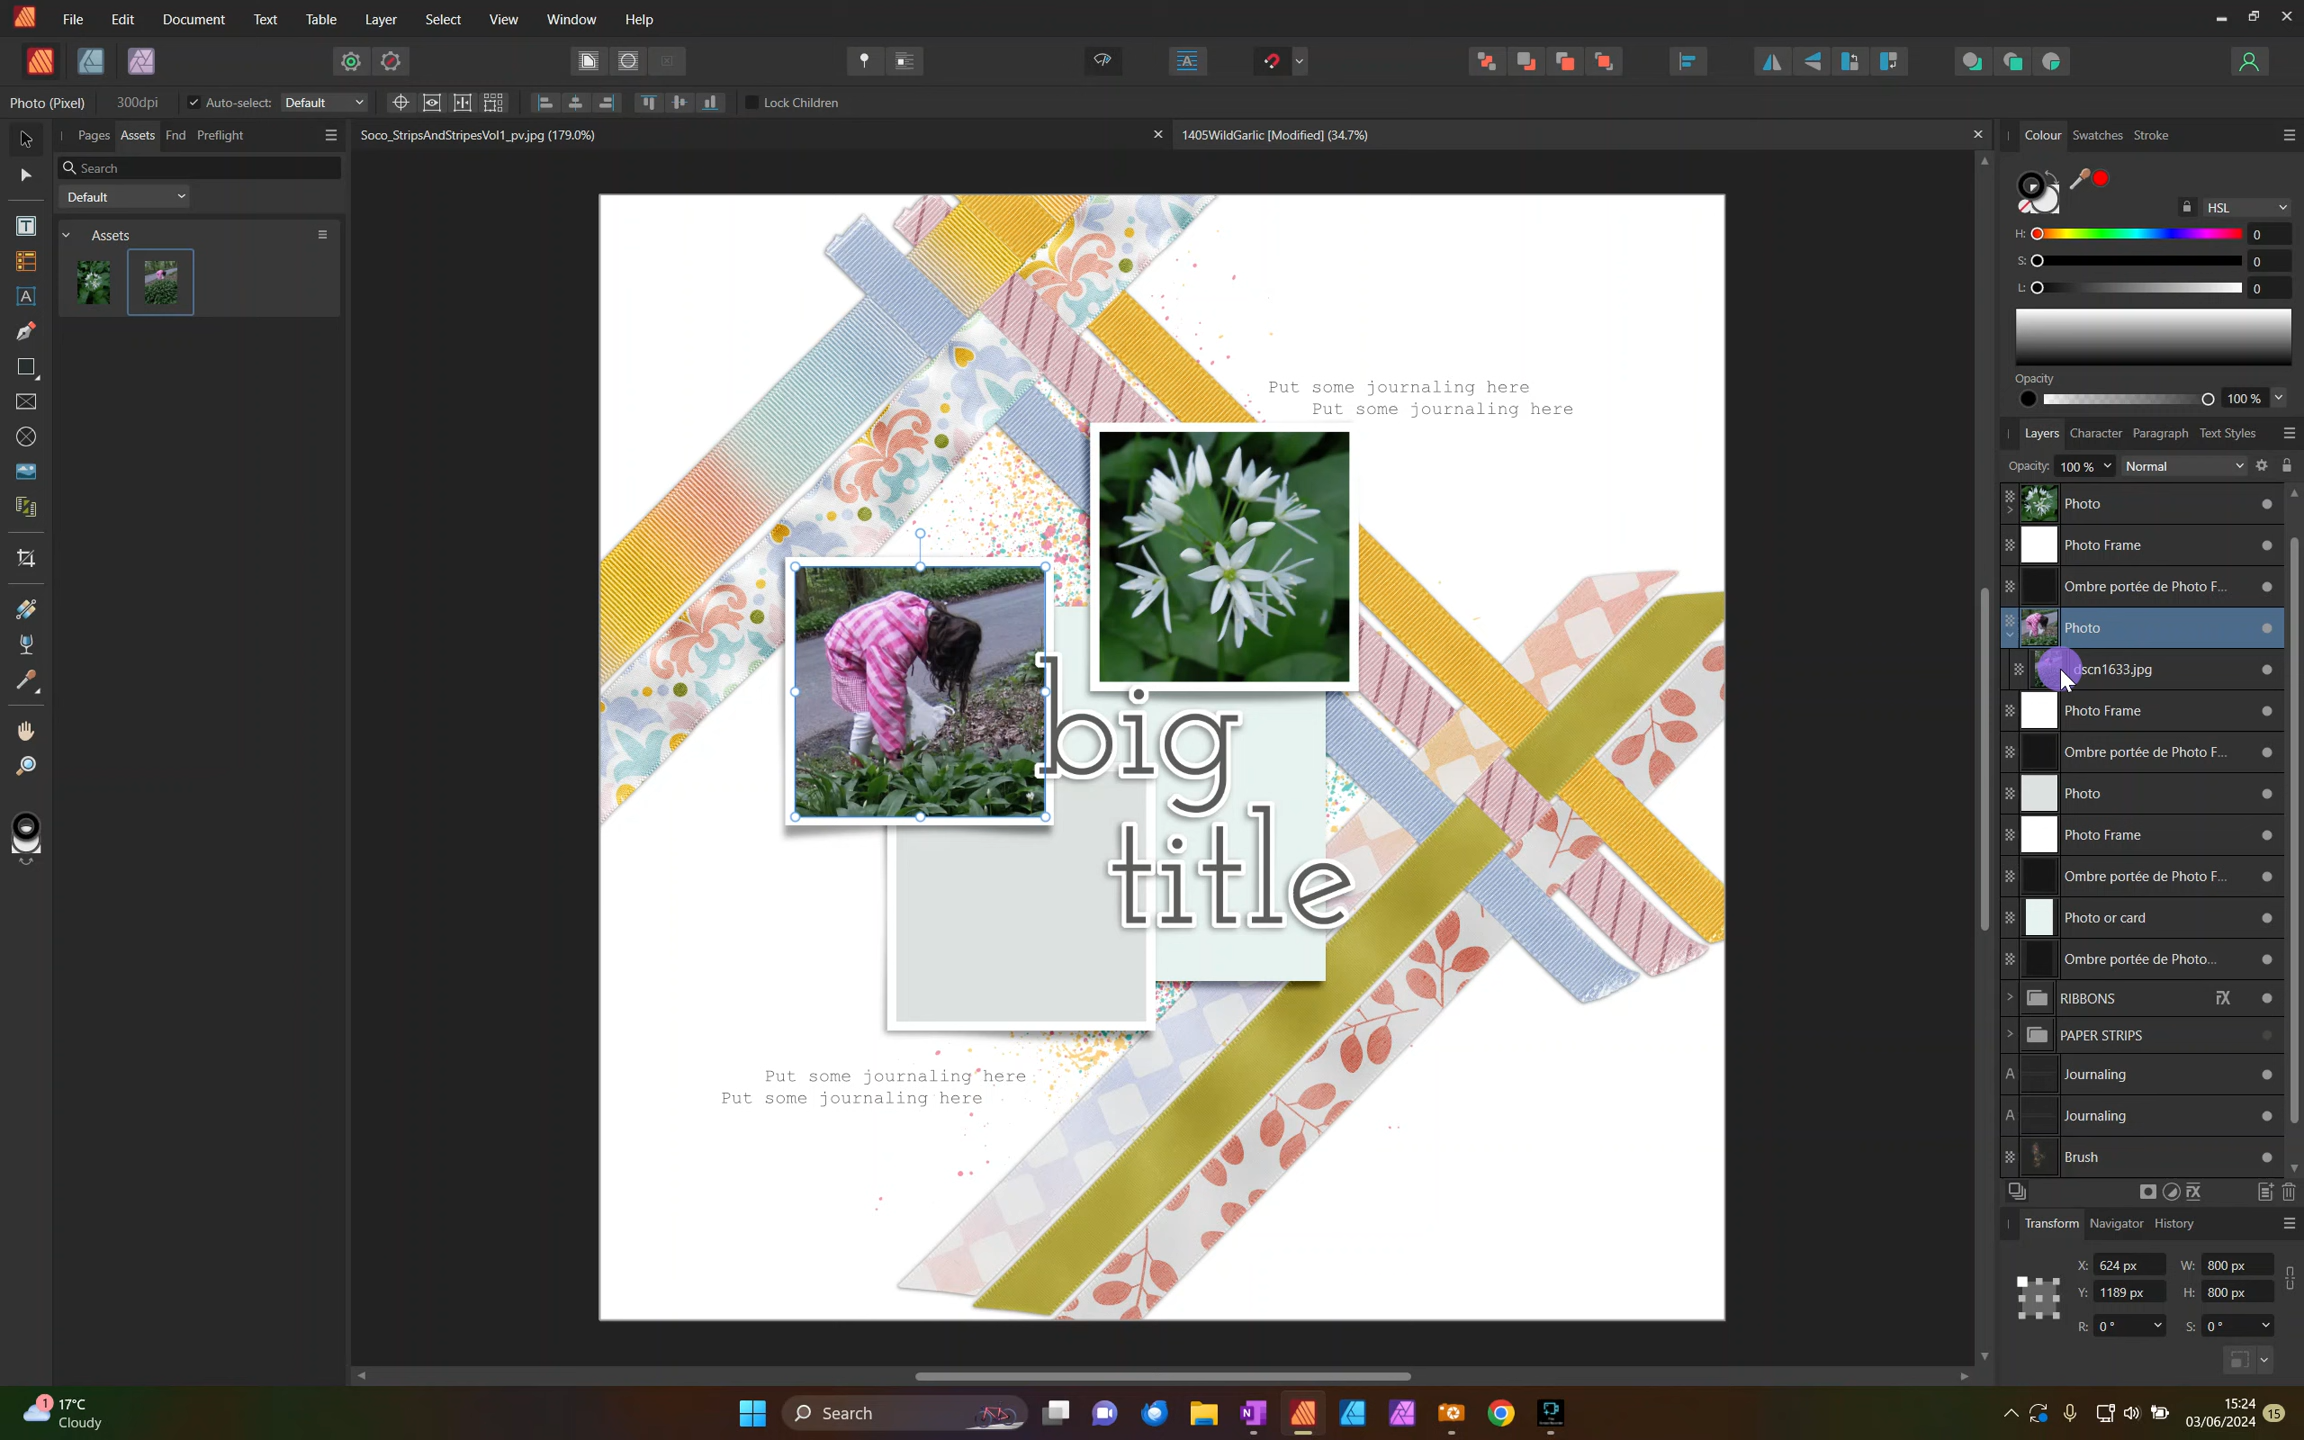 File Edit Document Text Table Layer Select View Window Help
Photo (Pixel) 300dpi Auto-select: Default Lock Children
Pages Assets Fnd Preflight
Soco_StripsAndStripesVol1_pv.jpg (179.0%)
1405WildGarlic [Modified] (34.7%)
Search
Default
Assets
Put some journaling here
Put some journaling here
big
title
Put some journaling here
Put some journaling here
Colour Swatches Stroke
HSL
H: 0
S: 0
L: 0
Opacity
100 %
Layers Character Paragraph Text Styles
Opacity: 100 % Normal
Photo
Photo Frame
Ombre portée de Photo F...
Photo
dscn1633.jpg
Photo Frame
Ombre portée de Photo F...
Photo
Photo Frame
Ombre portée de Photo F...
Photo or card
Ombre portée de Photo...
RIBBONS
PAPER STRIPS
Journaling
Journaling
Brush
Transform Navigator History
X: 624 px W: 800 px
Y: 1189 px H: 800 px
R: 0 ° S: 0 °
1
17°C
Cloudy
Search
15:24
03/06/2024
15